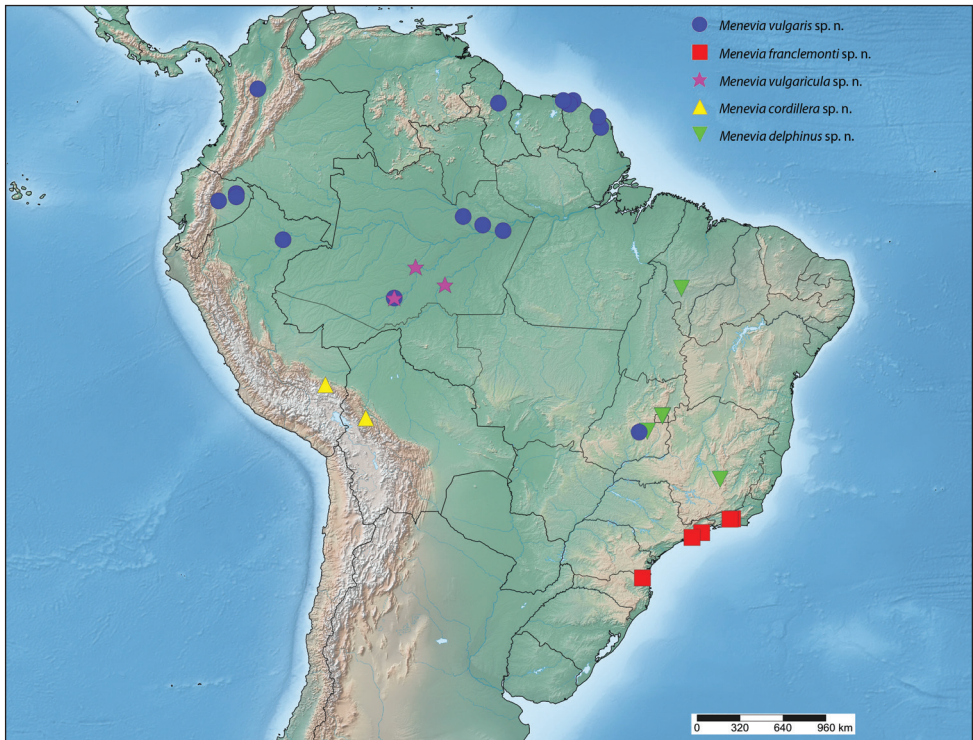 Menevia vulgaris sp. n.
Menevia franclemonti sp. n.
Menevia vulgaricula sp. n.
Menevia cordillera sp. n.
Menevia delphinus sp. n.
0 320 640 960 km